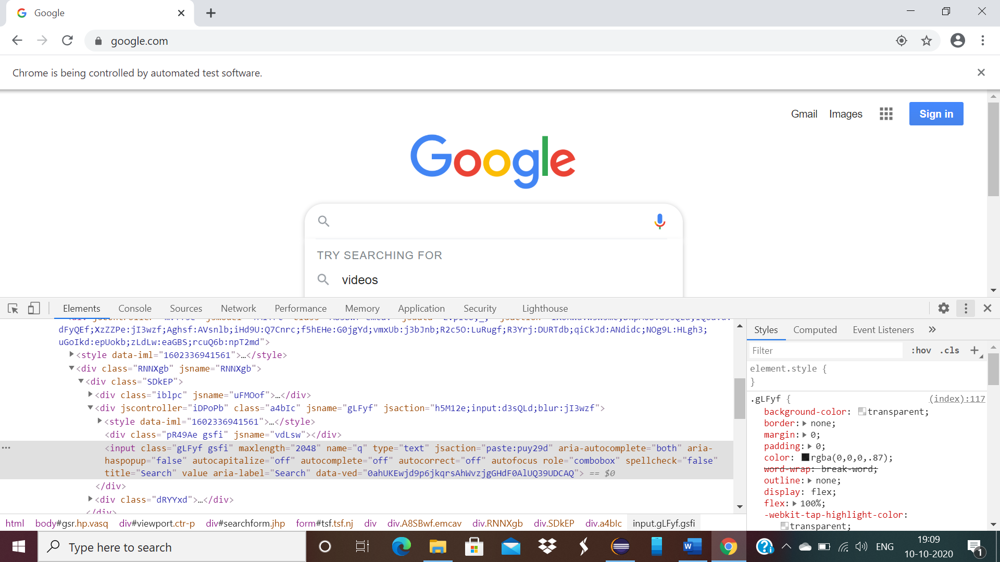 Google
google.com
Chrome is being controlled by automated test software.
Gmail Images Sign in
Google
TRY SEARCHING FOR
videos
Elements Console Sources Network Performance Memory Application Security Lighthouse
dFyQEf;XzZZPe:jI3wzf;Aghsf:AVsnlb;iHd9U:Q7Cnrc;f5hEHe:G0jgYd;vmxUb:j3bJnb;R2c5O:LuRugf;R3Yrj:DURTdb;qiCkJd:ANdidc;NOg9L:HLgh3;
uGoIkd:epUokb;zLdLw:eaGBS;rcuQ6b:npT2md">
<style data-iml="1602336941561">…</style>
<div class="RNNXgb" jsname="RNNXgb">
<div class="SDkEP">
<div class="iblpc" jsname="uFMOof">…</div>
<div jscontroller="iDPoPb" class="a4bIc" jsname="gLFyf" jsaction="h5M12e;input:d3sQLd;blur:jI3wzf">
<style data-iml="1602336941561">…</style>
<div class="pR49Ae gsfi" jsname="vdLsw"></div>
<input class="gLFyf gsfi" maxlength="2048" name="q" type="text" jsaction="paste:puy29d" aria-autocomplete="both" aria-
haspopup="false" autocapitalize="off" autocomplete="off" autocorrect="off" autofocus role="combobox" spellcheck="false"
title="Search" value aria-label="Search" data-ved="0ahUKEwjd9p6jkqrsAhWvzjgGHdF0AlUQ39UDCAQ"> == $0
</div>
<div class="dRYYxd">…</div>
</div>
html body#gsr.hp.vasq div#viewport.ctr-p div#searchform.jhp form#tsf.tsf.nj div div.A8SBwf.emcav div.RNNXgb div.SDkEP div.a4bIc input.gLFyf.gsfi
Styles Computed Event Listeners
Filter :hov .cls
element.style {
}
.gLFyf { (index):117
background-color: transparent;
border: none;
margin: 0;
padding: 0;
color: rgba(0,0,0,.87);
word-wrap: break-word;
outline: none;
display: flex;
flex: 100%;
-webkit-tap-highlight-color:
transparent;
Type here to search
ENG
19:09
10-10-2020
1